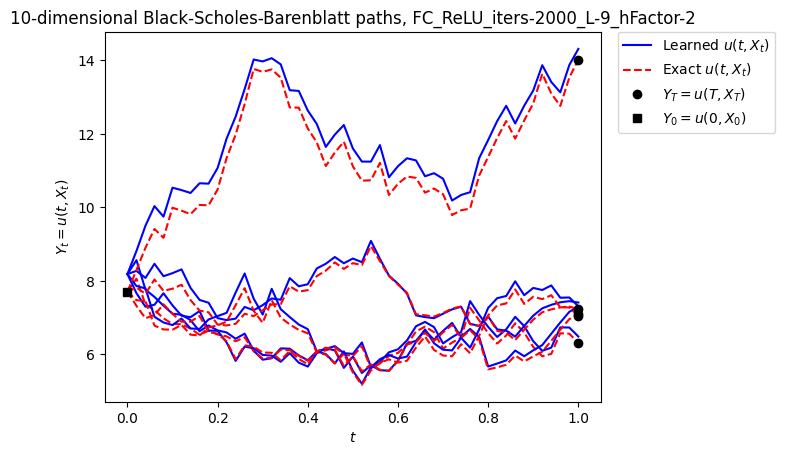 10-dimensional Black-Scholes-Barenblatt paths, FC_ReLU_iters-2000_L-9_hFactor-2
Learned u(t, X_t)
Exact u(t, X_t)
Y_T = u(T, X_T)
Y_0 = u(0, X_0)
Y_t = u(t, X_t)
14
12
10
8
6
0.0 0.2 0.4 0.6 0.8 1.0
t